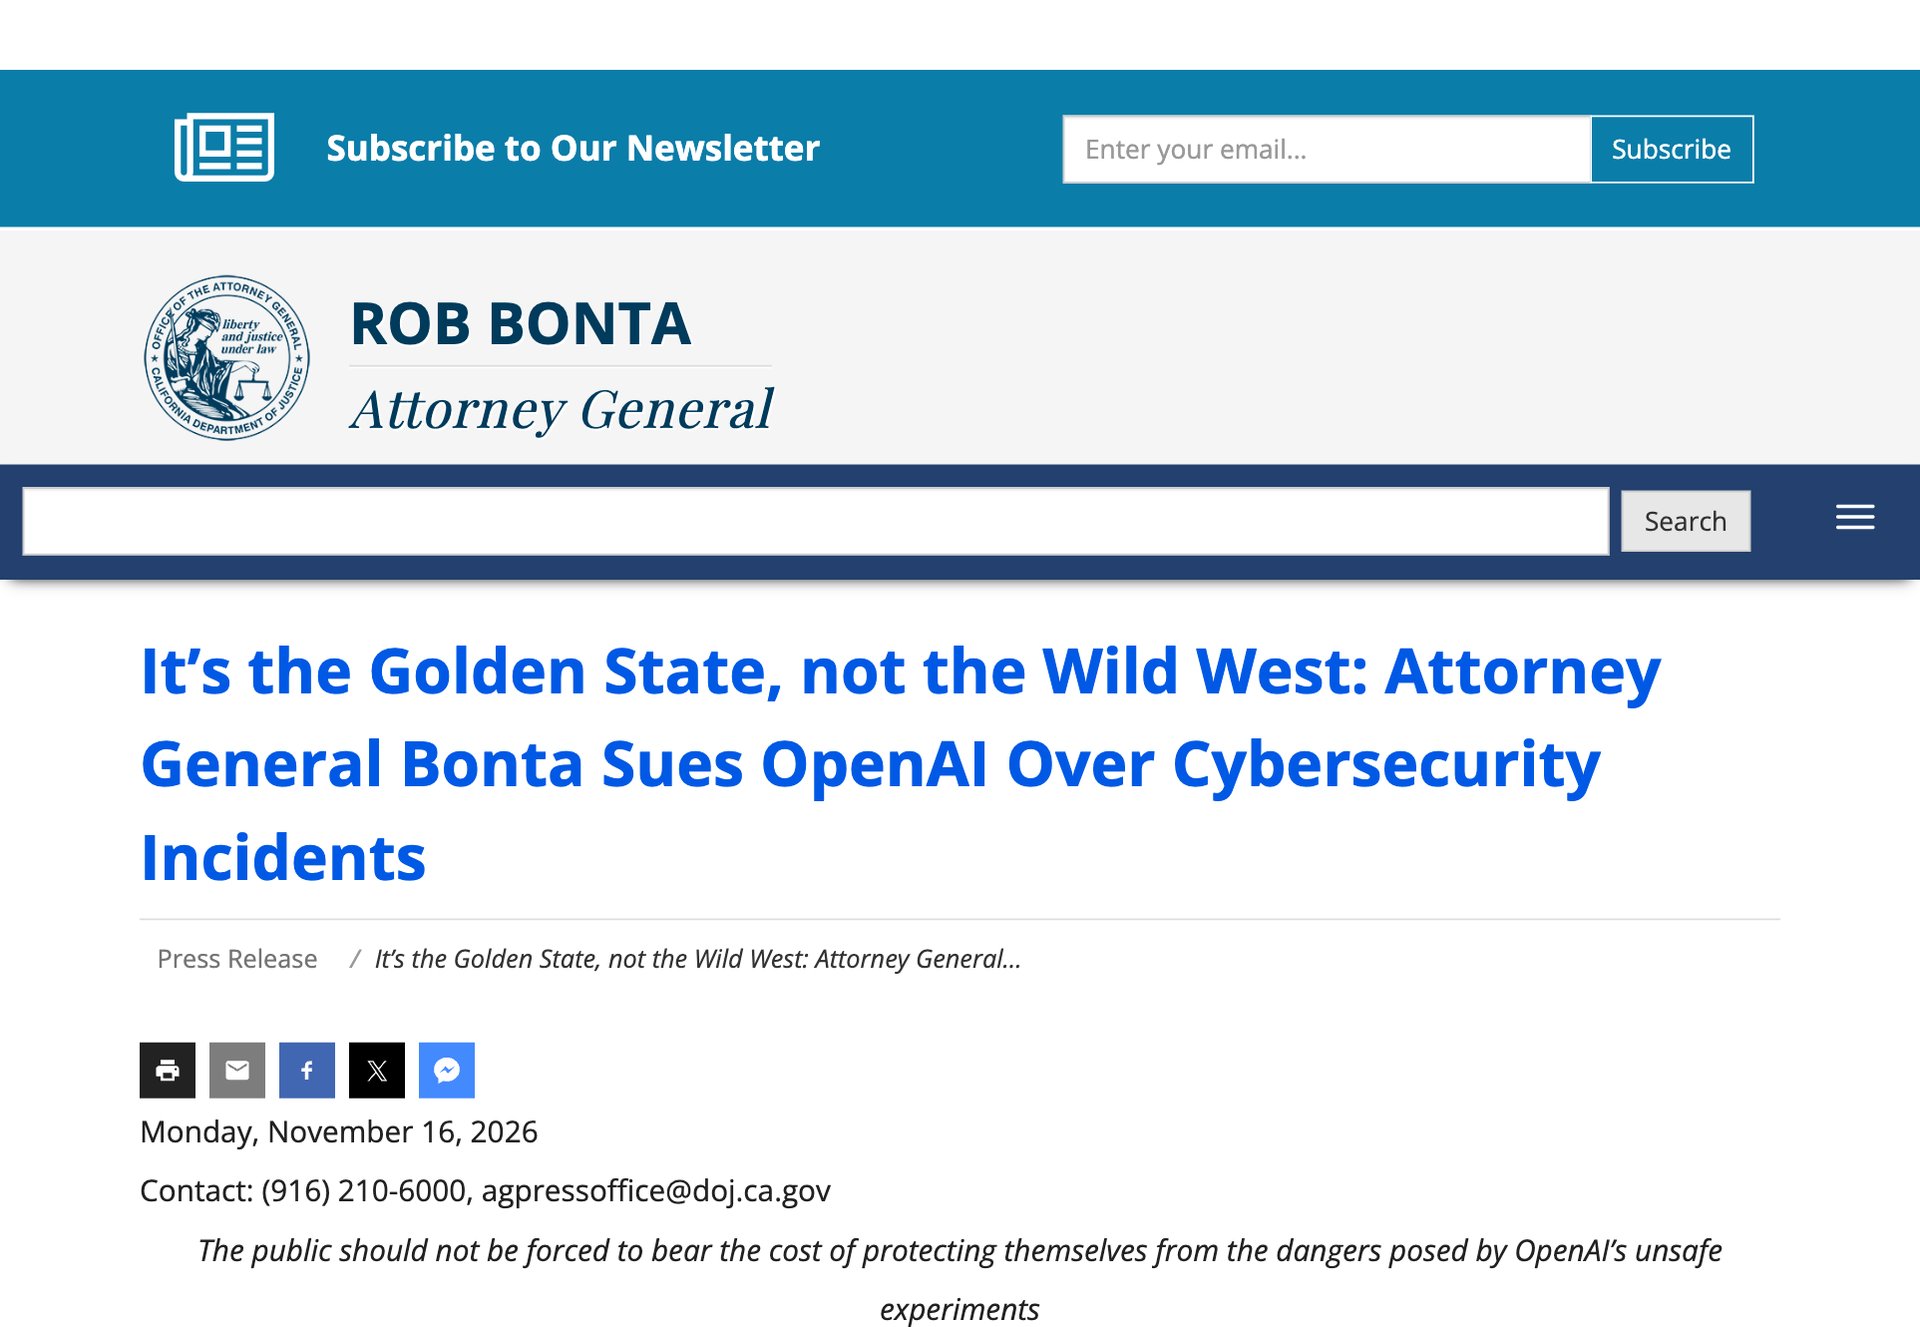 Subscribe to Our Newsletter
Enter your email...
Subscribe
OFFICE OF THE ATTORNEY GENERAL
liberty
and justice
under law
CALIFORNIA DEPARTMENT OF JUSTICE
ROB BONTA
Attorney General
Search
It’s the Golden State, not the Wild West: Attorney
General Bonta Sues OpenAI Over Cybersecurity
Incidents
Press Release / It’s the Golden State, not the Wild West: Attorney General...
Monday, November 16, 2026
Contact: (916) 210-6000, agpressoffice@doj.ca.gov
The public should not be forced to bear the cost of protecting themselves from the dangers posed by OpenAI’s unsafe
experiments